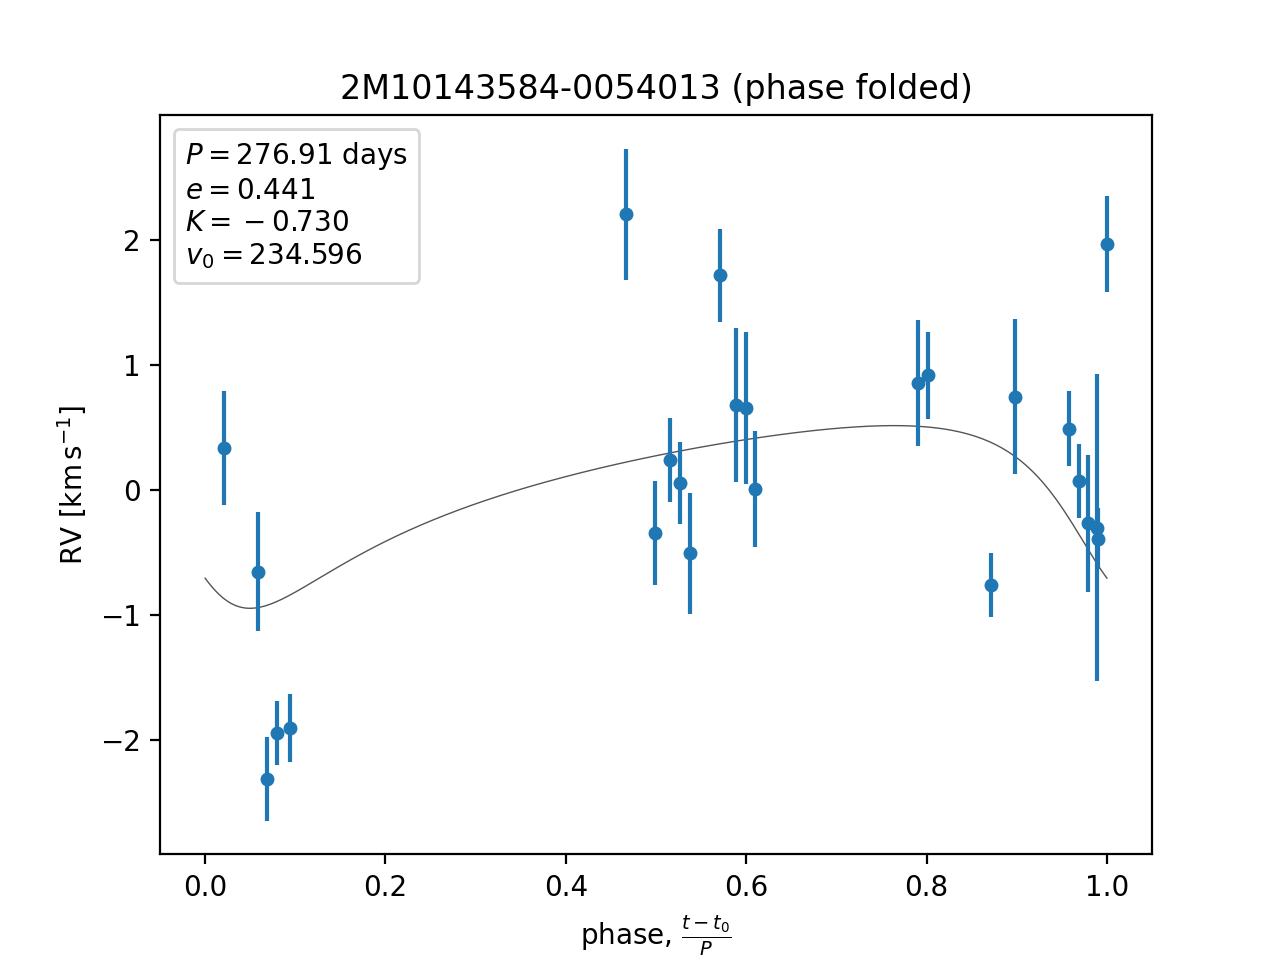 2M10143584-0054013 (phase folded)
P = 276.91 days
e = 0.441
K = −0.730
v₀ = 234.596
RV [km s⁻¹]
2
1
0
−1
−2
0.0 0.2 0.4 0.6 0.8 1.0
phase, (t − t₀)/P